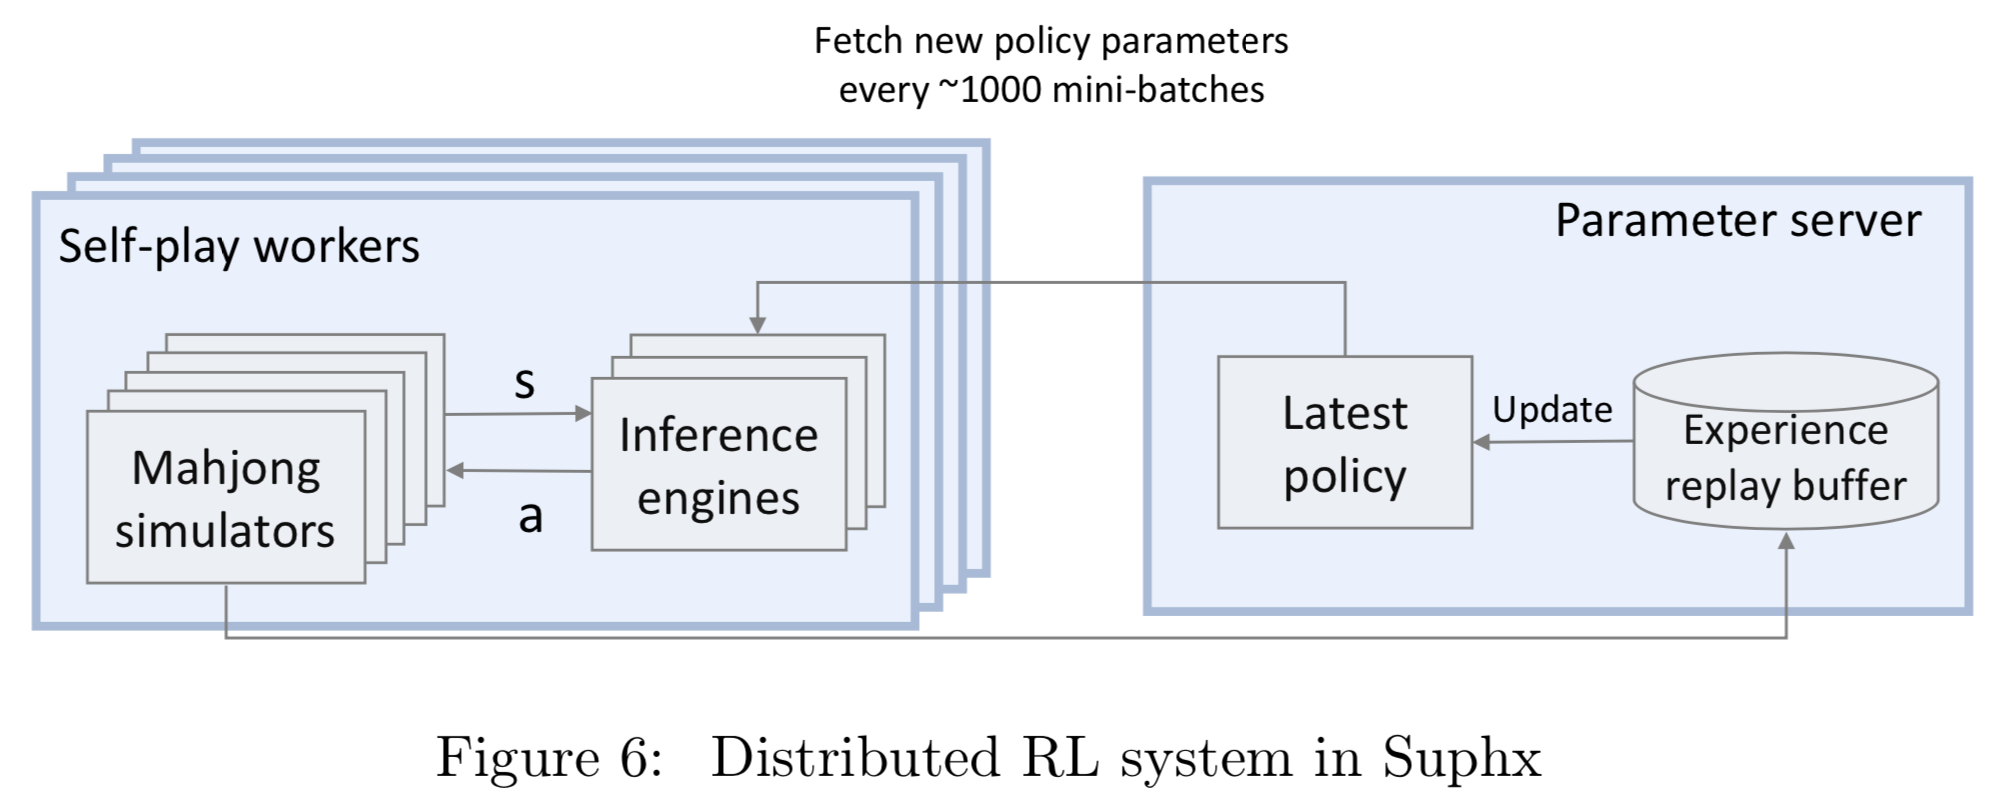 Fetch new policy parameters
every ~1000 mini-batches
Self-play workers
Parameter server
s
a
Mahjong
simulators
Inference
engines
Latest
policy
Update
Experience
replay buffer
Figure 6: Distributed RL system in Suphx